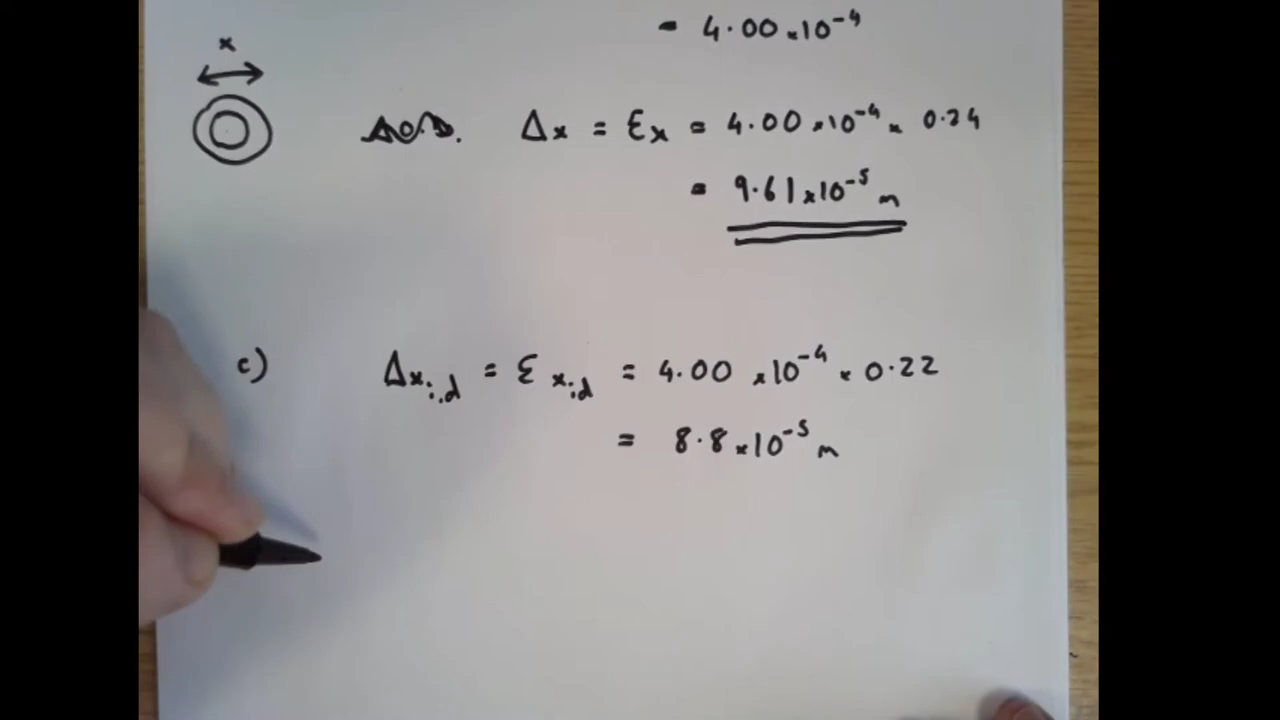 = 4.00 × 10⁻⁴
x
Δx = εx = 4.00 × 10⁻⁴ × 0.24
= 9.61 × 10⁻⁵ m
c) Δx i.d = ε x i.d = 4.00 × 10⁻⁴ × 0.22
= 8.8 × 10⁻⁵ m